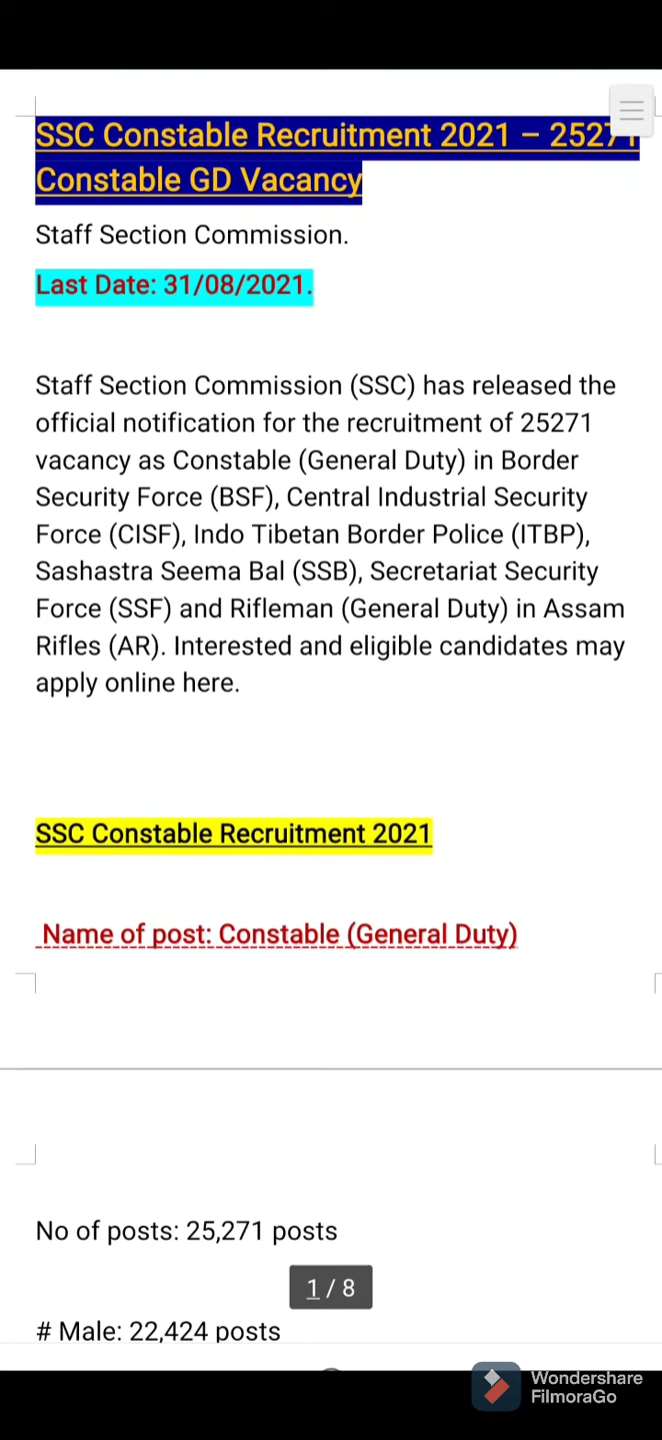 SSC Constable Recruitment 2021 – 25271
Constable GD Vacancy
Staff Section Commission.
Last Date: 31/08/2021.
Staff Section Commission (SSC) has released the
official notification for the recruitment of 25271
vacancy as Constable (General Duty) in Border
Security Force (BSF), Central Industrial Security
Force (CISF), Indo Tibetan Border Police (ITBP),
Sashastra Seema Bal (SSB), Secretariat Security
Force (SSF) and Rifleman (General Duty) in Assam
Rifles (AR). Interested and eligible candidates may
apply online here.
SSC Constable Recruitment 2021
Name of post: Constable (General Duty)
No of posts: 25,271 posts
1 / 8
# Male: 22,424 posts
Wondershare
FilmoraGo